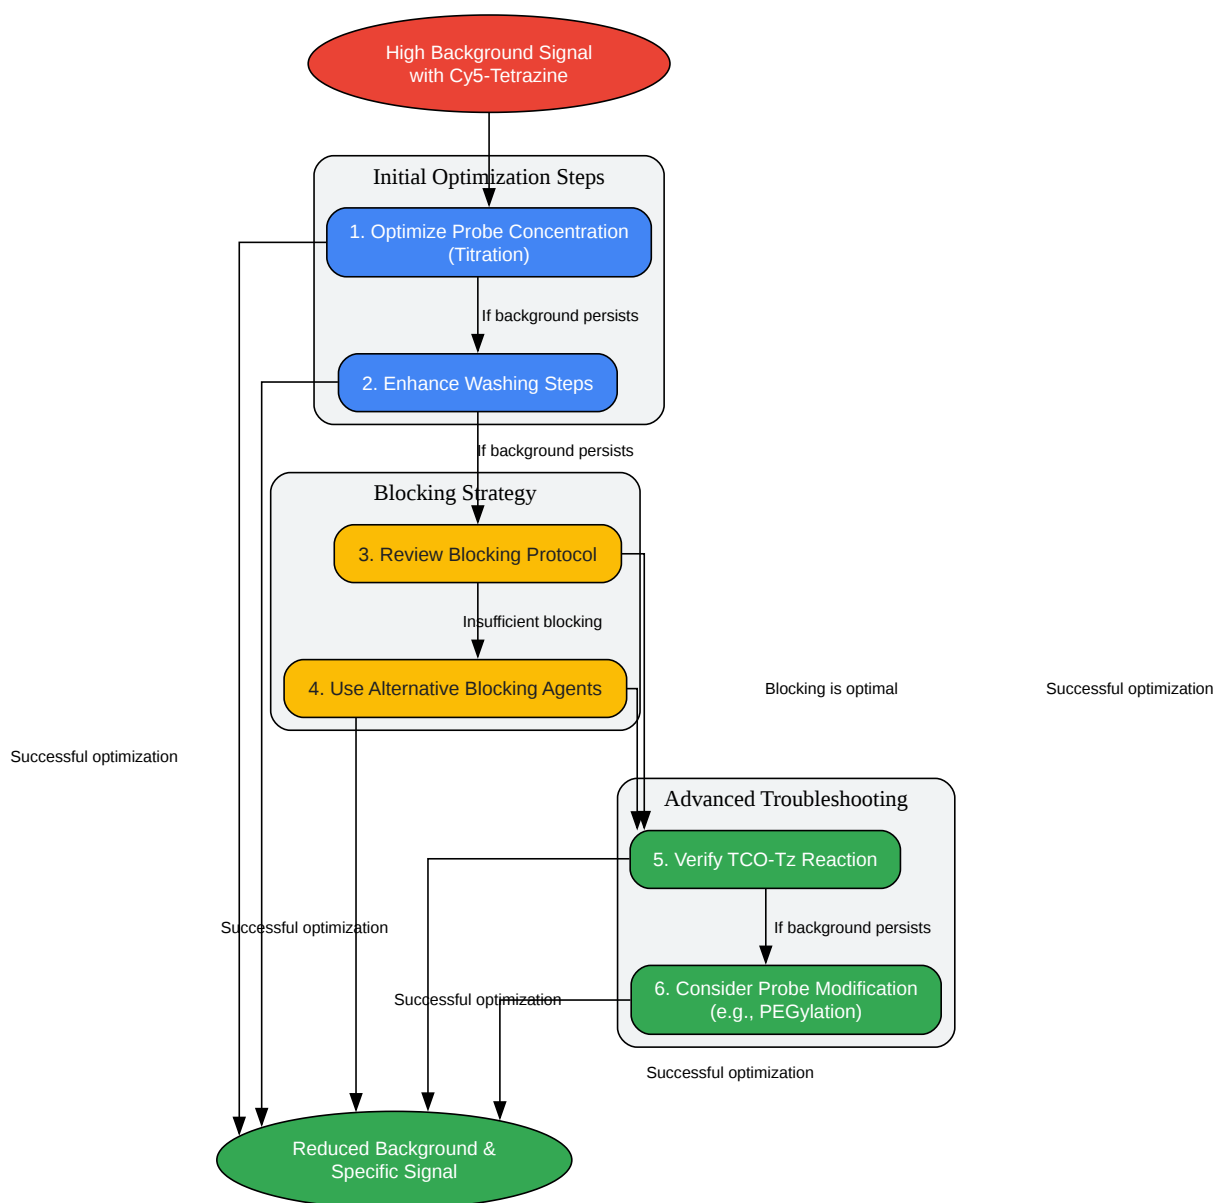 High Background Signal
with Cy5-Tetrazine
Initial Optimization Steps
1. Optimize Probe Concentration
(Titration)
If background persists
2. Enhance Washing Steps
If background persists
Blocking Strategy
3. Review Blocking Protocol
Insufficient blocking
4. Use Alternative Blocking Agents
Blocking is optimal
Successful optimization
Successful optimization
Advanced Troubleshooting
5. Verify TCO-Tz Reaction
Successful optimization
If background persists
6. Consider Probe Modification
(e.g., PEGylation)
Successful optimization
Successful optimization
Reduced Background &
Specific Signal